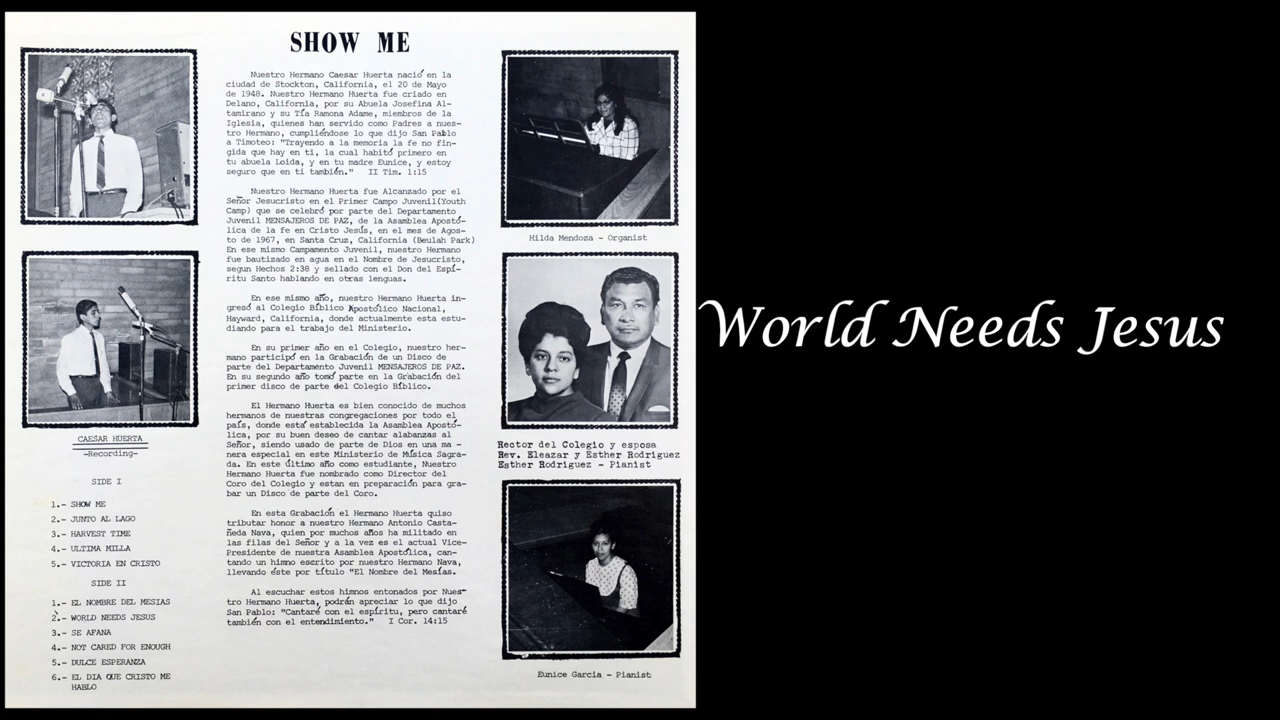 SHOW ME
Nuestro Hermano Caesar Huerta nació en la
ciudad de Stockton, California, el 20 de Mayo
de 1948. Nuestro Hermano Huerta fue criado en
Delano, California, por su Abuela Josefina Al-
tamirano y su Tía Ramona Adame, miembros de la
Iglesia, quienes han servido como Padres a nues-
tro Hermano, cumpliéndose lo que dijo San Pablo
a Timoteo: "Trayendo a la memoria la fe no fin-
gida que hay en ti, la cual habitó primero en
tu abuela Loida, y en tu madre Eunice, y estoy
seguro que en ti también." II Tim. 1:15
Nuestro Hermano Huerta fue Alcanzado por el
Señor Jesucristo en el Primer Campo Juvenil(Youth
Camp) que se celebró por parte del Departamento
Juvenil MENSAJEROS DE PAZ, de la Asamblea Apostó-
lica de la fe en Cristo Jesús, en el mes de Agos-
to de 1967, en Santa Cruz, California (Beulah Park)
En ese mismo Campamento Juvenil, nuestro Hermano
fue bautizado en agua en el Nombre de Jesucristo,
segun Hechos 2:38 y sellado con el Don del Espí-
ritu Santo hablando en otras lenguas.
En ese mismo año, nuestro Hermano Huerta in-
gresó al Colegio Bíblico Apostólico Nacional,
Hayward, California, donde actualmente esta estu-
diando para el trabajo del Ministerio.
En su primer año en el Colegio, nuestro her-
mano participó en la Grabación de un Disco de
parte del Departamento Juvenil MENSAJEROS DE PAZ.
En su segundo año tomó parte en la Grabación del
primer disco de parte del Colegio Bíblico.
El Hermano Huerta es bien conocido de muchos
hermanos de nuestras congregaciones por todo el
país, donde está establecida la Asamblea Apostó-
lica, por su buen deseo de cantar alabanzas al
Señor, siendo usado de parte de Dios en una ma -
nera especial en este Ministerio de Música Sagra-
da. En este último año como estudiante, Nuestro
Hermano Huerta fue nombrado como Director del
Coro del Colegio y estan en preparación para gra-
bar un Disco de parte del Coro.
En esta Grabación el Hermano Huerta quiso
tributar honor a nuestro Hermano Antonio Casta-
ñeda Nava, quien por muchos años ha militado en
las filas del Señor y a la vez es el actual Vice-
Presidente de nuestra Asamblea Apostólica, can-
tando un himno escrito por nuestro Hermano Nava,
llevando éste por título "El Nombre del Mesías.
Al escuchar estos himnos entonados por Nues-
tro Hermano Huerta, podrán apreciar lo que dijo
San Pablo: "Cantaré con el espíritu, pero cantaré
también con el entendimiento." I Cor. 14:15
CAESAR HUERTA
-Recording-
SIDE I
1.- SHOW ME
2.- JUNTO AL LAGO
3.- HARVEST TIME
4.- ULTIMA MILLA
5.- VICTORIA EN CRISTO
SIDE II
1.- EL NOMBRE DEL MESIAS
2.- WORLD NEEDS JESUS
3.- SE AFANA
4.- NOT CARED FOR ENOUGH
5.- DULCE ESPERANZA
6.- EL DIA QUE CRISTO ME
HABLO
Hilda Mendoza - Organist
Rector del Colegio y esposa
Rev. Eleazar y Esther Rodriguez
Esther Rodriguez - Pianist
Eunice Garcia - Pianist
World Needs Jesus